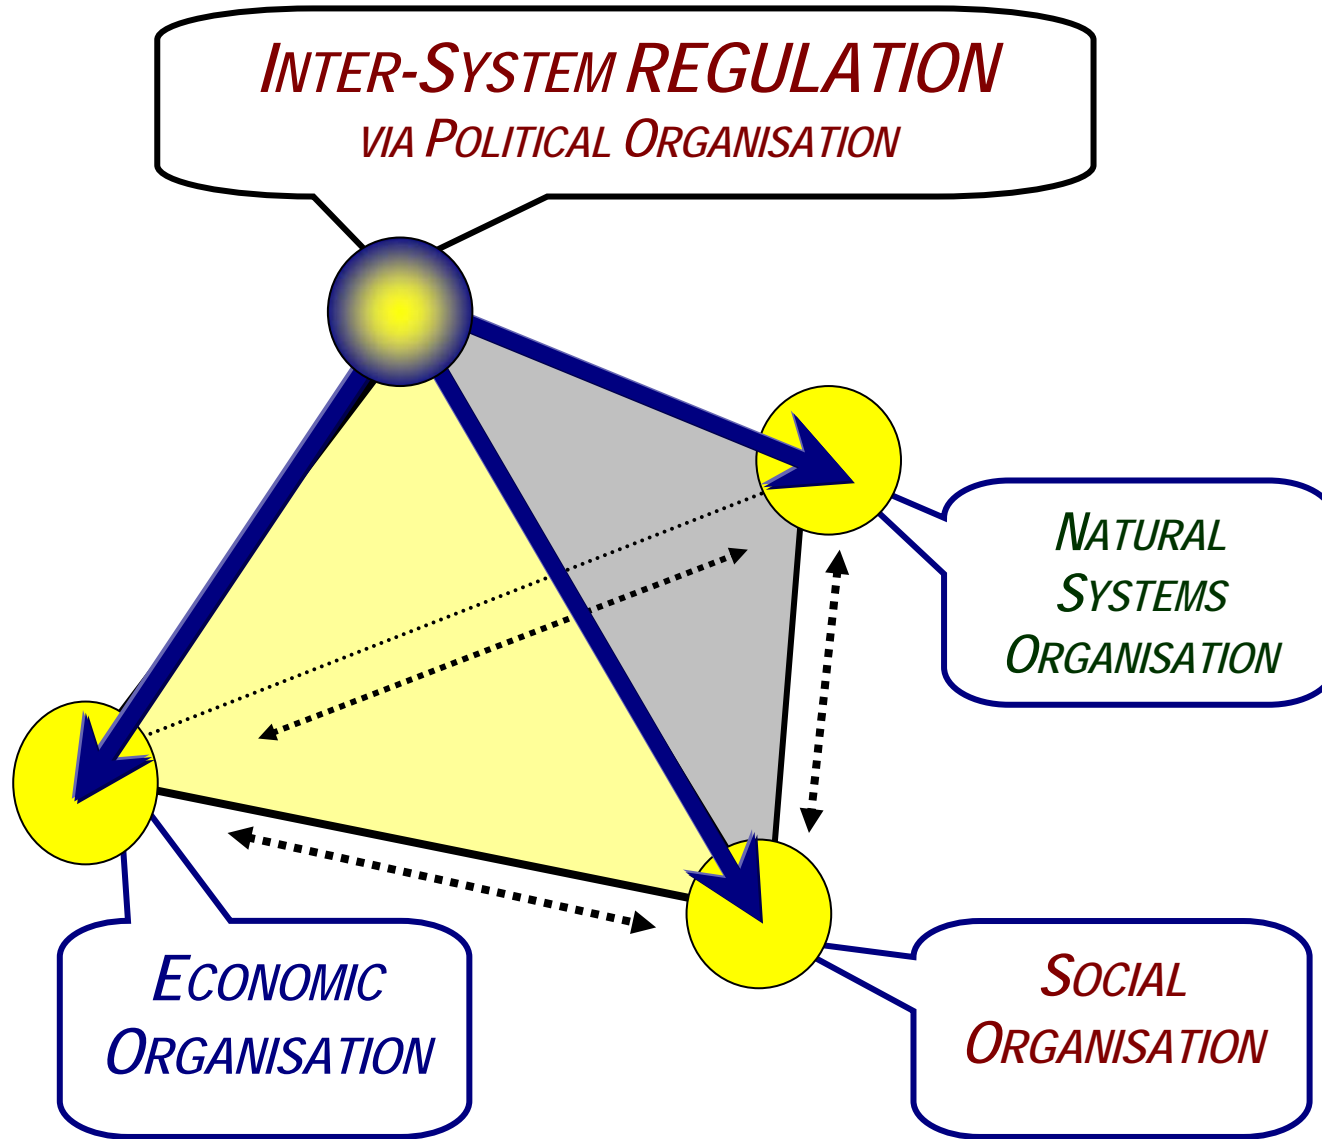 INTER-SYSTEM REGULATION
VIA POLITICAL ORGANISATION
NATURAL
SYSTEMS
ORGANISATION
ECONOMIC
ORGANISATION
SOCIAL
ORGANISATION